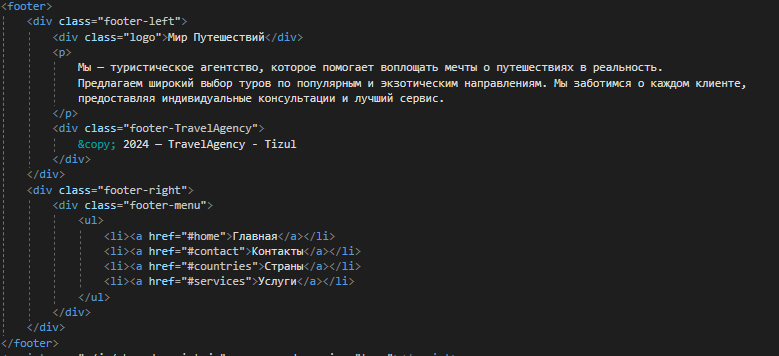 <footer>
<div class="footer-left">
<div class="logo">Мир Путешествий</div>
<p>
Мы — туристическое агентство, которое помогает воплощать мечты о путешествиях в реальность.
Предлагаем широкий выбор туров по популярным и экзотическим направлениям. Мы заботимся о каждом клиенте,
предоставляя индивидуальные консультации и лучший сервис.
</p>
<div class="footer-TravelAgency">
&copy; 2024 — TravelAgency - Tizul
</div>
</div>
<div class="footer-right">
<div class="footer-menu">
<ul>
<li><a href="#home">Главная</a></li>
<li><a href="#contact">Контакты</a></li>
<li><a href="#countries">Страны</a></li>
<li><a href="#services">Услуги</a></li>
</ul>
</div>
</div>
</footer>